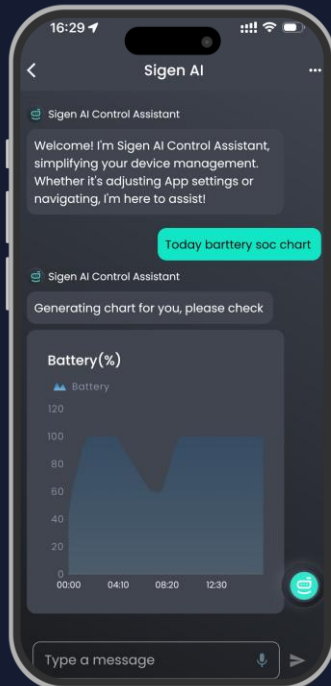 16:29
Sigen AI
Sigen AI Control Assistant
Welcome! I'm Sigen AI Control Assistant,
simplifying your device management.
Whether it's adjusting App settings or
navigating, I'm here to assist!
Today barttery soc chart
Sigen AI Control Assistant
Generating chart for you, please check
Battery(%)
Battery
120
100
80
60
40
20
0
00:00 04:10 08:20 12:30
Type a message